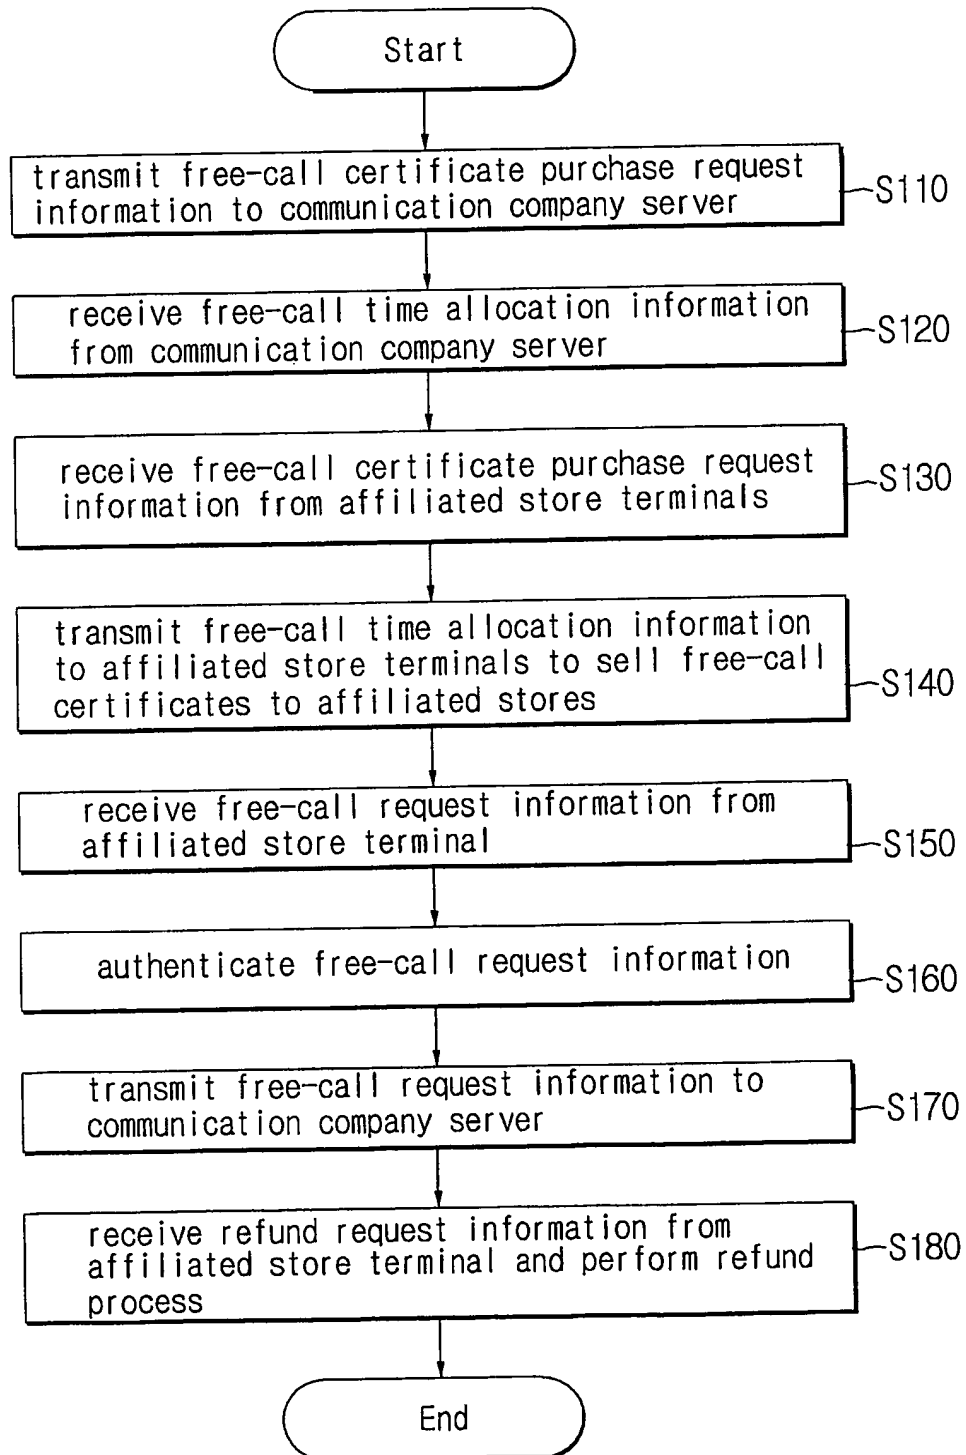 Start
transmit free-call certificate purchase request
information to communication company server
S110
receive free-call time allocation information
from communication company server
S120
receive free-call certificate purchase request
information from affiliated store terminals
S130
transmit free-call time allocation information
to affiliated store terminals to sell free-call
certificates to affiliated stores
S140
receive free-call request information from
affiliated store terminal
S150
authenticate free-call request information
S160
transmit free-call request information to
communication company server
S170
receive refund request information from
affiliated store terminal and perform refund
process
S180
End